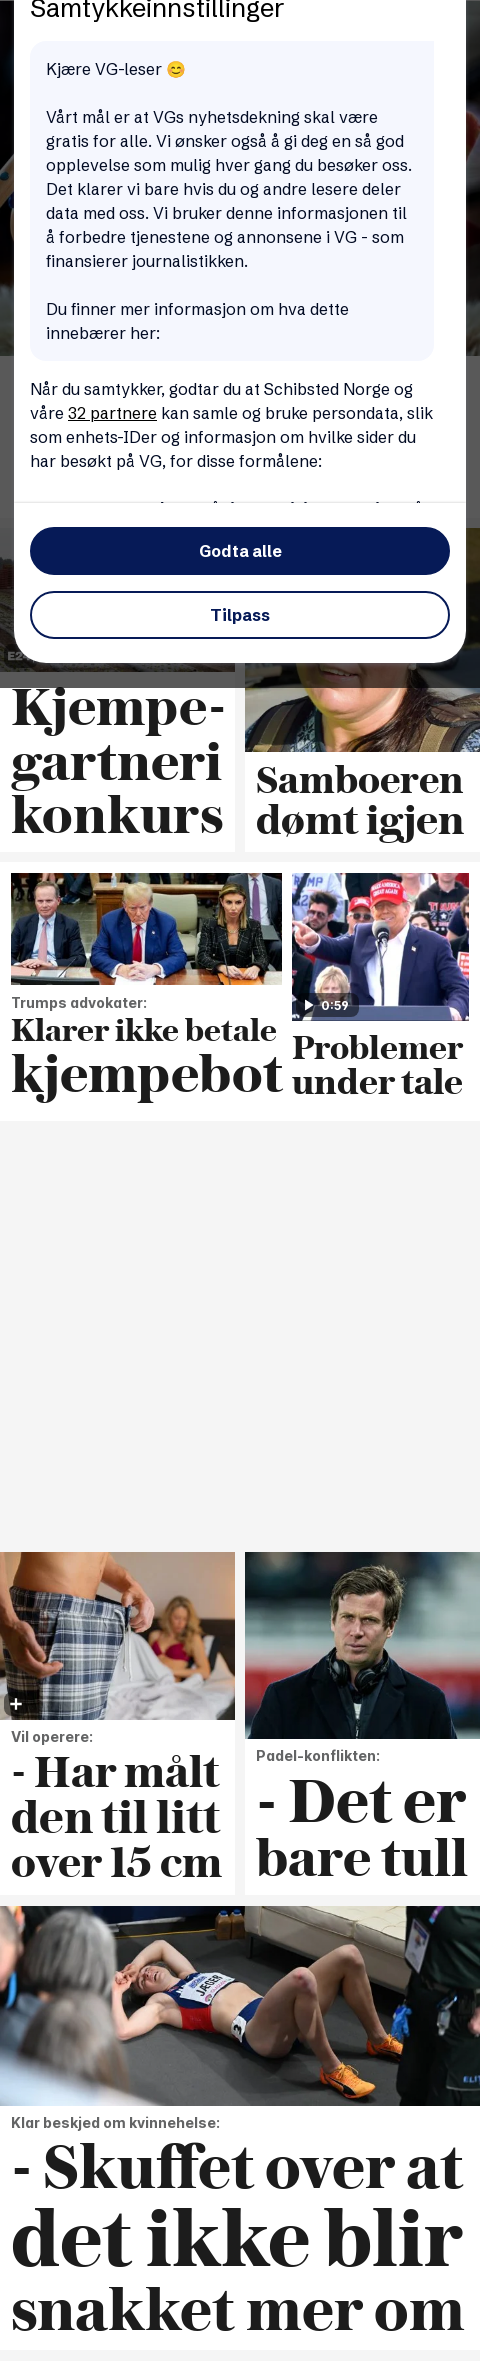 Samtykkeinnstillinger
Kjære VG-leser 😊
Vårt mål er at VGs nyhetsdekning skal være
gratis for alle. Vi ønsker også å gi deg en så god
opplevelse som mulig hver gang du besøker oss.
Det klarer vi bare hvis du og andre lesere deler
data med oss. Vi bruker denne informasjonen til
å forbedre tjenestene og annonsene i VG - som
finansierer journalistikken.
Du finner mer informasjon om hva dette
innebærer her:
Når du samtykker, godtar du at Schibsted Norge og
våre 32 partnere kan samle og bruke persondata, slik
som enhets-IDer og informasjon om hvilke sider du
har besøkt på VG, for disse formålene:
Godta alle
Tilpass
Kjempe-
gartneri
konkurs
Samboeren
dømt igjen
Trumps advokater:
Klarer ikke betale
kjempebot
0:59
Problemer
under tale
Vil operere:
- Har målt
den til litt
over 15 cm
Padel-konflikten:
- Det er
bare tull
JÆGER
Klar beskjed om kvinnehelse:
- Skuffet over at
det ikke blir
snakket mer om